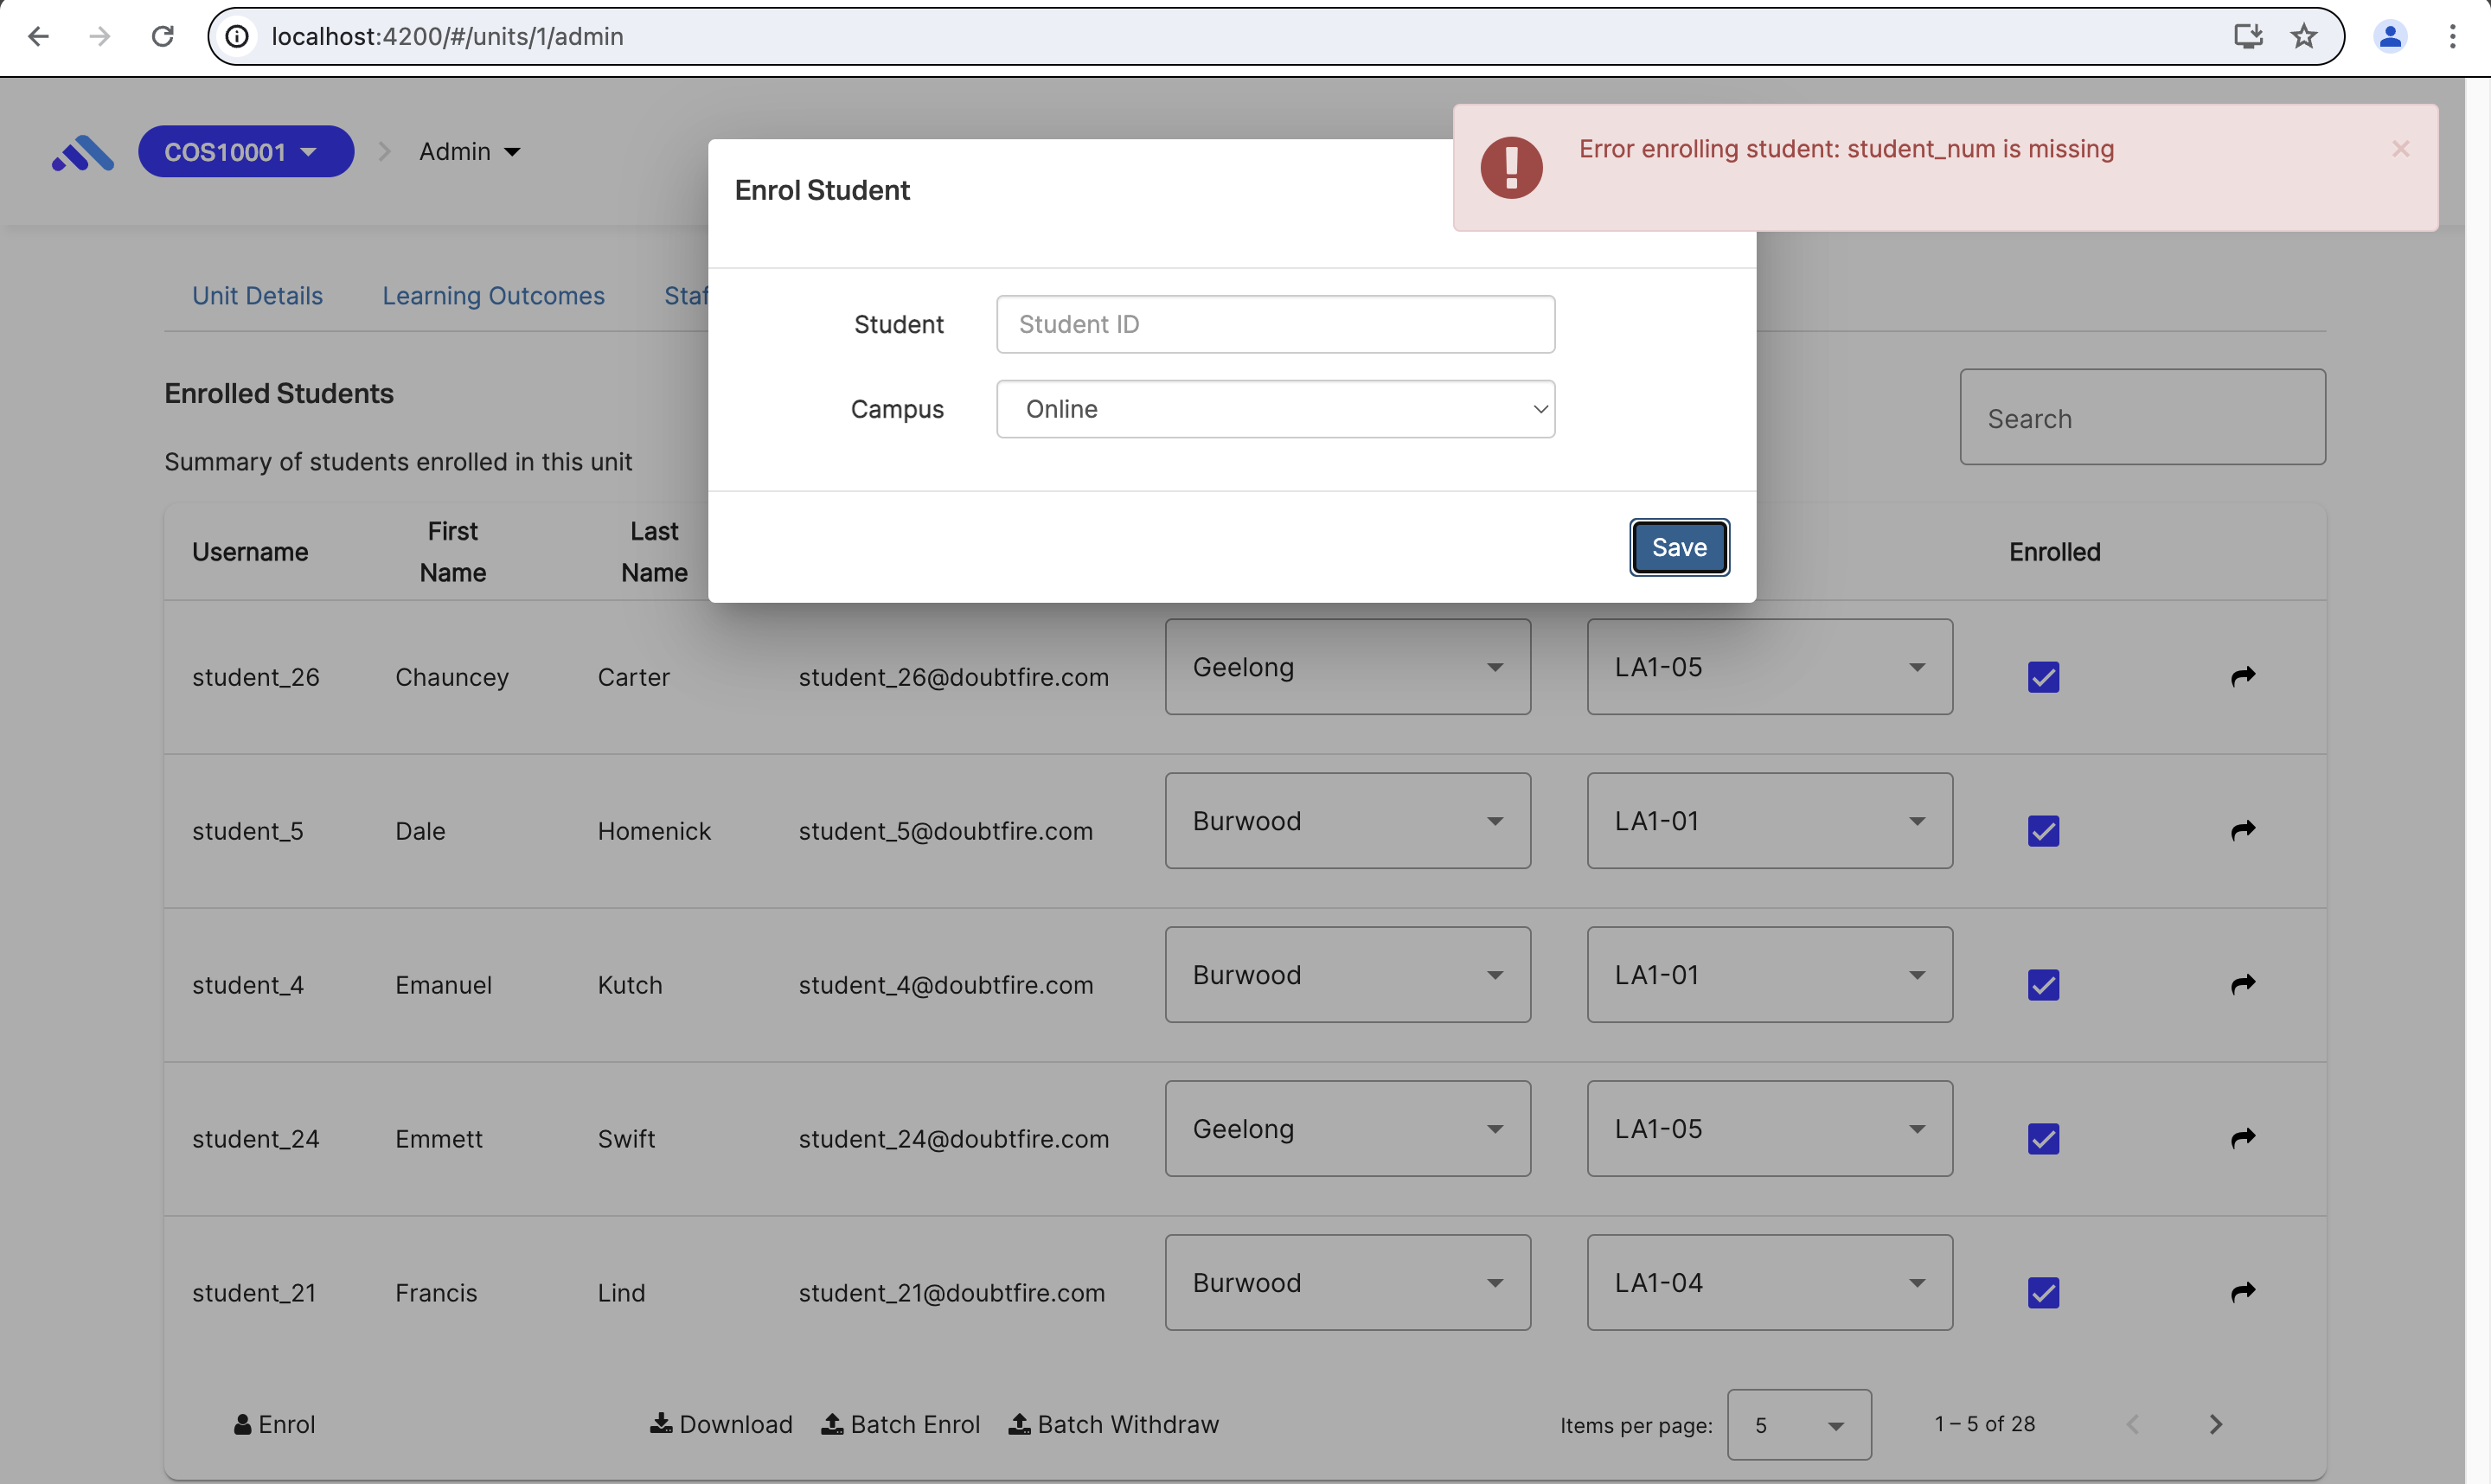 localhost:4200/#/units/1/admin
COS10001
Admin
Error enrolling student: student_num is missing
Enrol Student
Unit Details
Learning Outcomes
Staf
Student
Student ID
Campus
Online
Save
Enrolled Students
Search
Summary of students enrolled in this unit
Username
First
Name
Last
Name
Enrolled
student_26 Chauncey Carter student_26@doubtfire.com Geelong LA1-05
student_5 Dale Homenick student_5@doubtfire.com Burwood LA1-01
student_4 Emanuel Kutch student_4@doubtfire.com Burwood LA1-01
student_24 Emmett Swift student_24@doubtfire.com Geelong LA1-05
student_21 Francis Lind student_21@doubtfire.com Burwood LA1-04
Enrol Download Batch Enrol Batch Withdraw Items per page: 5 1 – 5 of 28